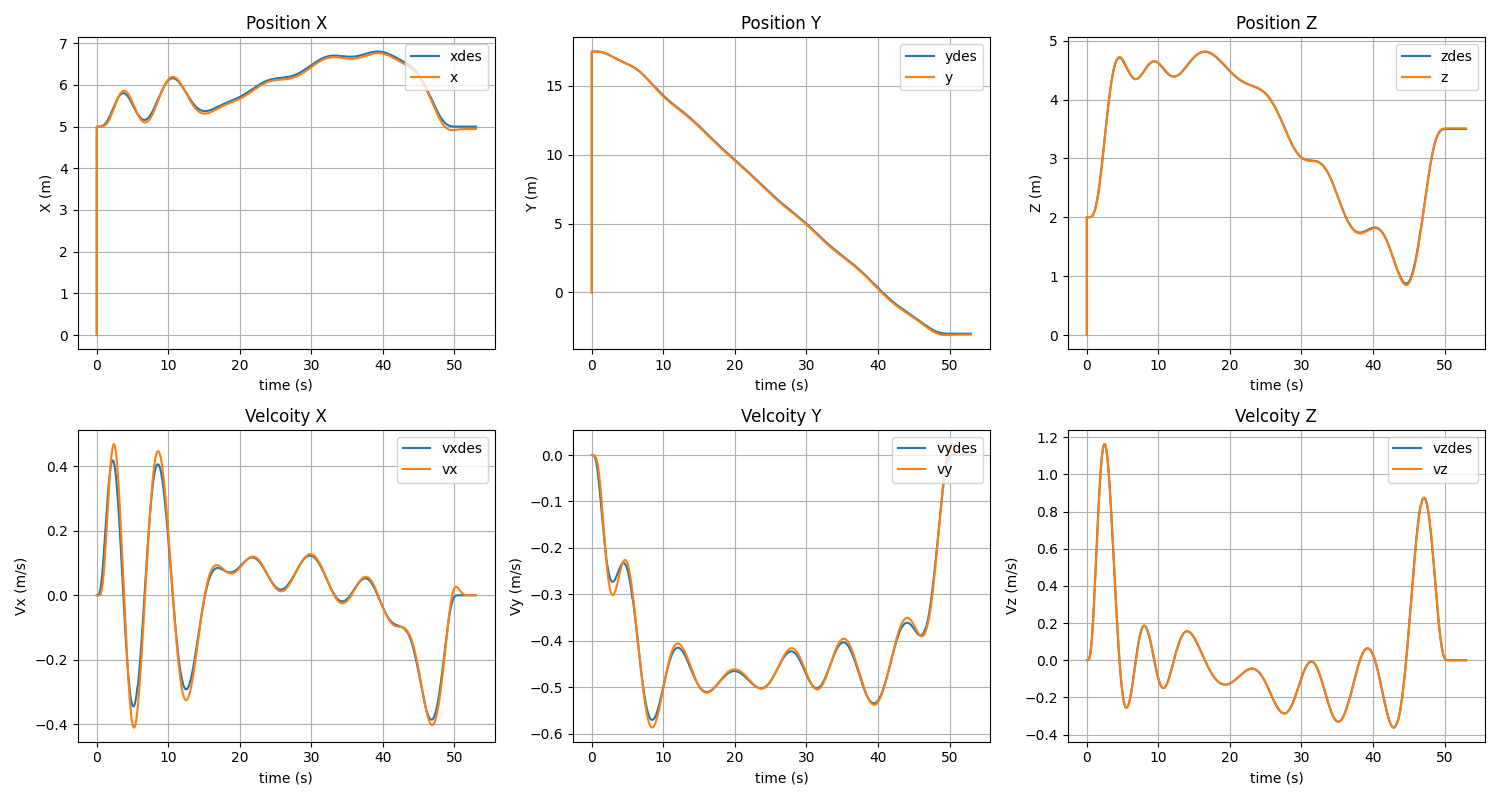 Position X
Position Y
Position Z
xdes
x
ydes
y
zdes
z
7
6
5
4
3
2
1
0
X (m)
15
10
5
0
Y (m)
5
4
3
2
1
0
Z (m)
0 10 20 30 40 50
0 10 20 30 40 50
0 10 20 30 40 50
time (s)
time (s)
time (s)
Velcoity X
Velcoity Y
Velcoity Z
vxdes
vx
vydes
vy
vzdes
vz
0.4
0.2
0.0
−0.2
−0.4
Vx (m/s)
0.0
−0.1
−0.2
−0.3
−0.4
−0.5
−0.6
Vy (m/s)
1.2
1.0
0.8
0.6
0.4
0.2
0.0
−0.2
−0.4
Vz (m/s)
0 10 20 30 40 50
0 10 20 30 40 50
0 10 20 30 40 50
time (s)
time (s)
time (s)